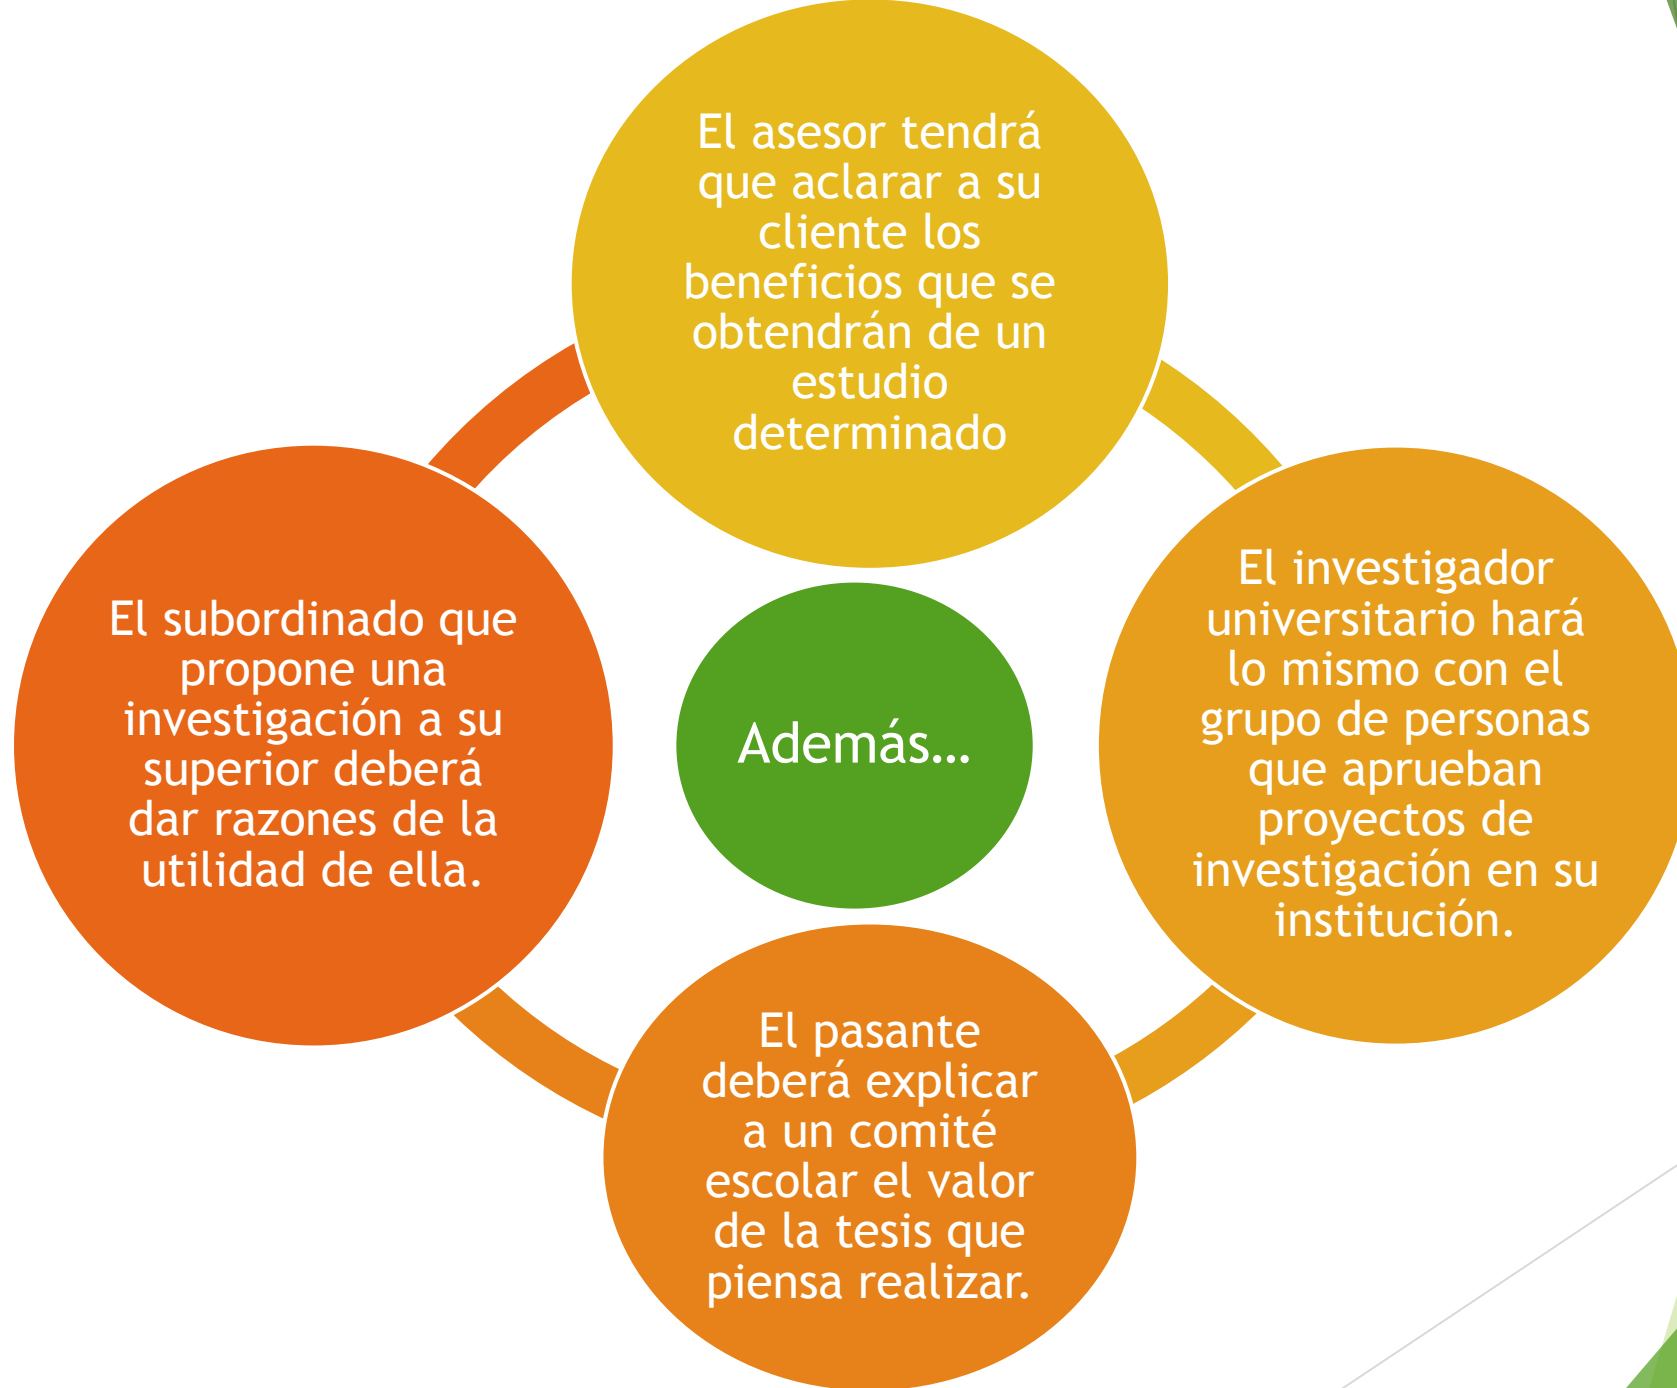 El asesor tendrá
que aclarar a su
cliente los
beneficios que se
obtendrán de un
estudio
determinado
El investigador
universitario hará
lo mismo con el
grupo de personas
que aprueban
proyectos de
investigación en su
institución.
El pasante
deberá explicar
a un comité
escolar el valor
de la tesis que
piensa realizar.
El subordinado que
propone una
investigación a su
superior deberá
dar razones de la
utilidad de ella.
Además…